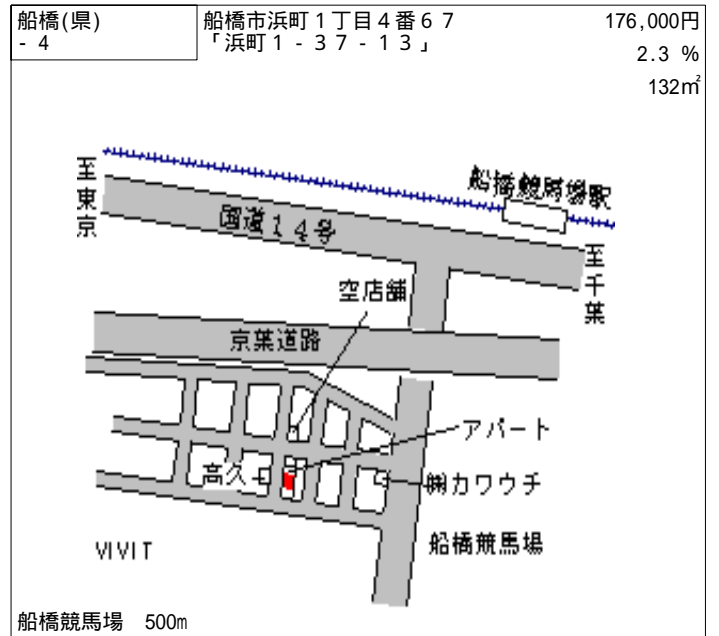 船橋(県)
- 4
船橋市浜町１丁目４番６７
「浜町１-３７-１３」
176,000円
2.3 %
132㎡
至東京
船橋競馬場駅
国道１４号
至千葉
空店舗
京葉道路
アパート
高久
㈱カワウチ
VIVIT
船橋競馬場
船橋競馬場 500m